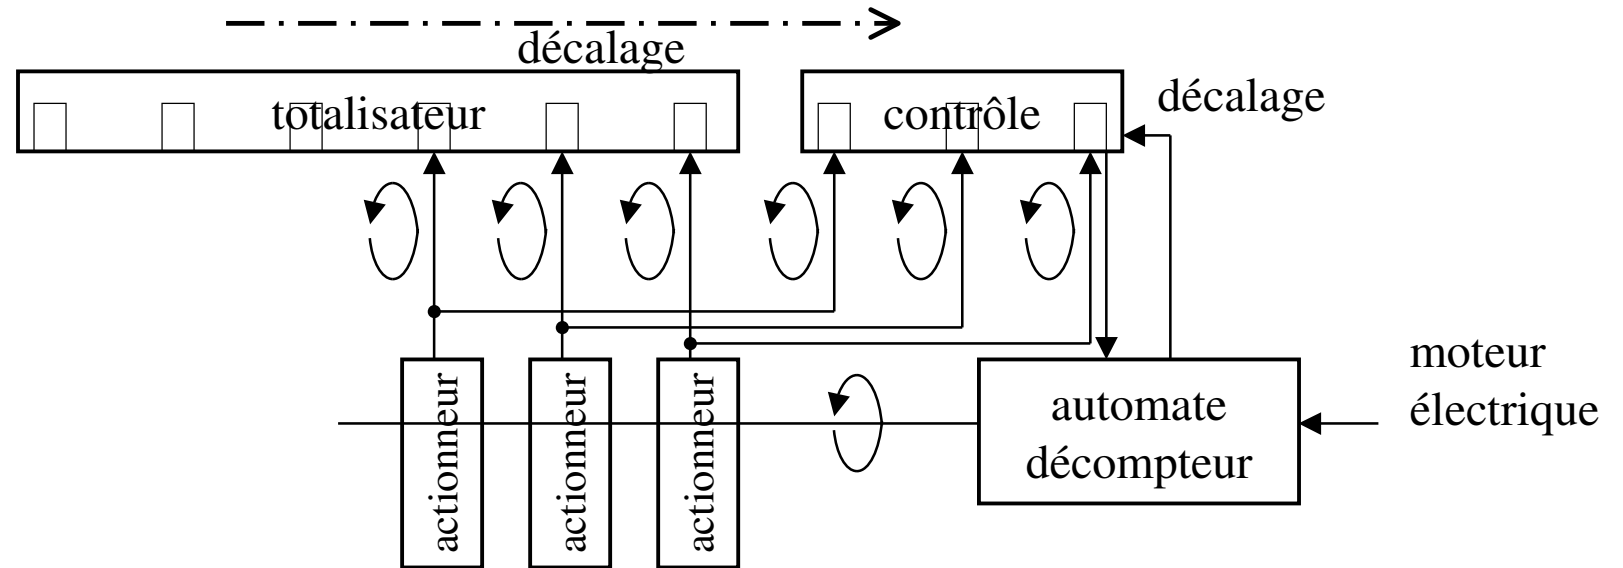 décalage
totalisateur
contrôle
décalage
actionneur
actionneur
actionneur
automate
décompteur
moteur
électrique